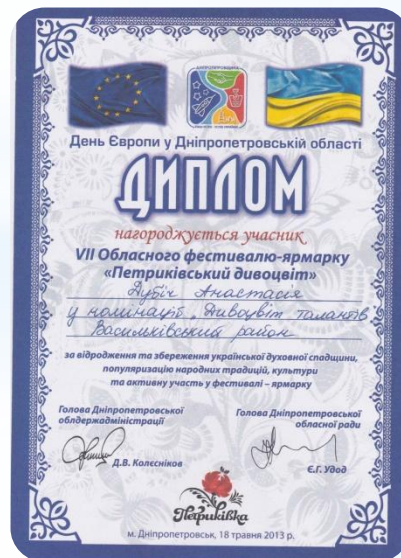 ДНІПРОПЕТРОВЩИНА
День Європи у Дніпропетровській області
ДИПЛОМ
нагороджується учасник
VII Обласного фестивалю-ярмарку
«Петриківський дивоцвіт»
Дубіч Анастасія
у номінації „Дивоцвіт талантів
Васильківський район
за відродження та збереження української духовної спадщини,
популяризацію народних традицій, культури
та активну участь у фестивалі – ярмарку
Голова Дніпропетровської
облдержадміністрації
Д.В. Колєсніков
Голова Дніпропетровської
обласної ради
Є.Г. Удод
Петриківка
м. Дніпропетровськ, 18 травня 2013 р.